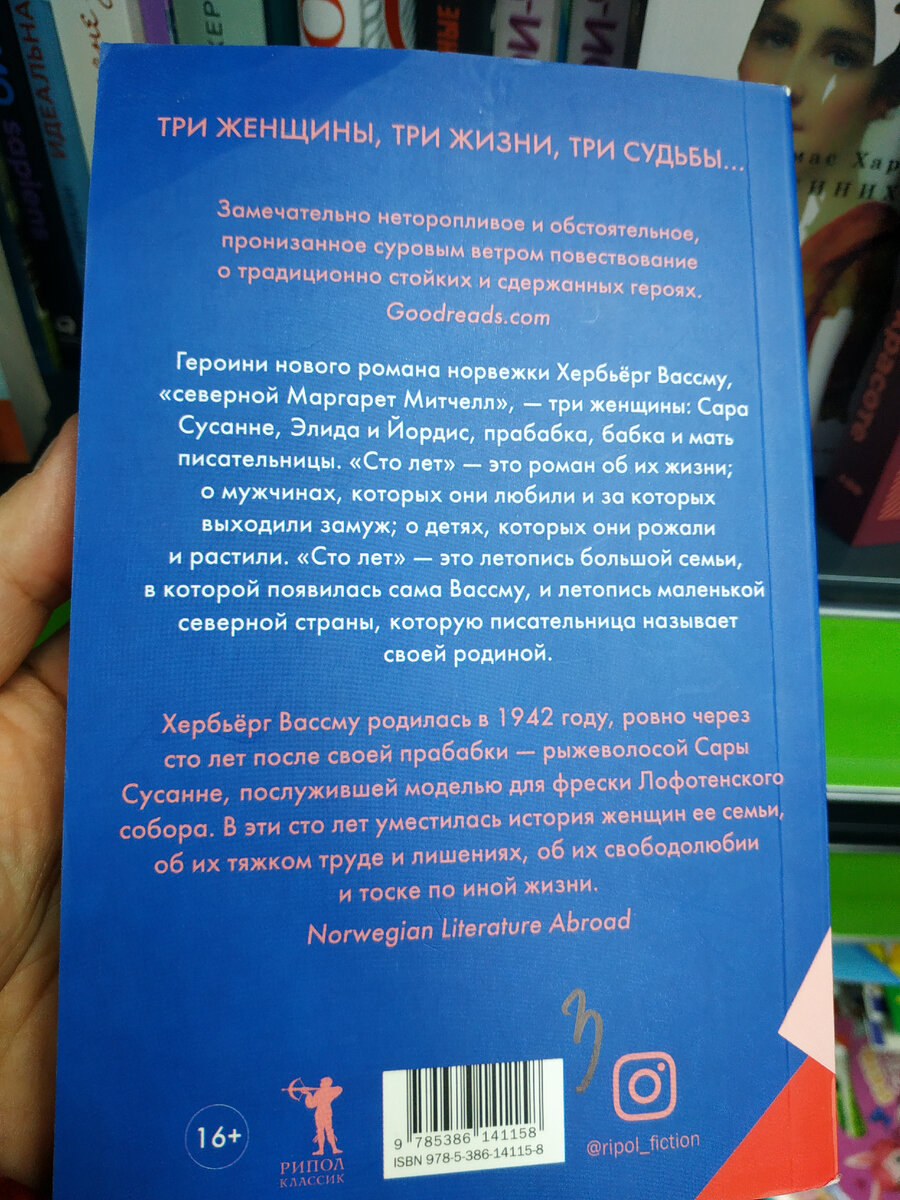 ИДЕАЛЬНА
ТРИ ЖЕНЩИНЫ, ТРИ ЖИЗНИ, ТРИ СУДЬБЫ...
Замечательно неторопливое и обстоятельное,
пронизанное суровым ветром повествование
о традиционно стойких и сдержанных героях.
Goodreads.com
Героини нового романа норвежки Хербьёрг Вассму,
«северной Маргарет Митчелл», — три женщины: Сара
Сусанне, Элида и Йордис, прабабка, бабка и мать
писательницы. «Сто лет» — это роман об их жизни;
о мужчинах, которых они любили и за которых
выходили замуж; о детях, которых они рожали
и растили. «Сто лет» — это летопись большой семьи,
в которой появилась сама Вассму, и летопись маленькой
северной страны, которую писательница называет
своей родиной.
Хербьёрг Вассму родилась в 1942 году, ровно через
сто лет после своей прабабки — рыжеволосой Сары
Сусанне, послужившей моделью для фрески Лофотенского
собора. В эти сто лет уместилась история женщин ее семьи,
об их тяжком труде и лишениях, об их свободолюбии
и тоске по иной жизни.
Norwegian Literature Abroad
3
16+
РИПОЛ
КЛАССИК
9 785386 141158
ISBN 978-5-386-14115-8
@ripol_fiction